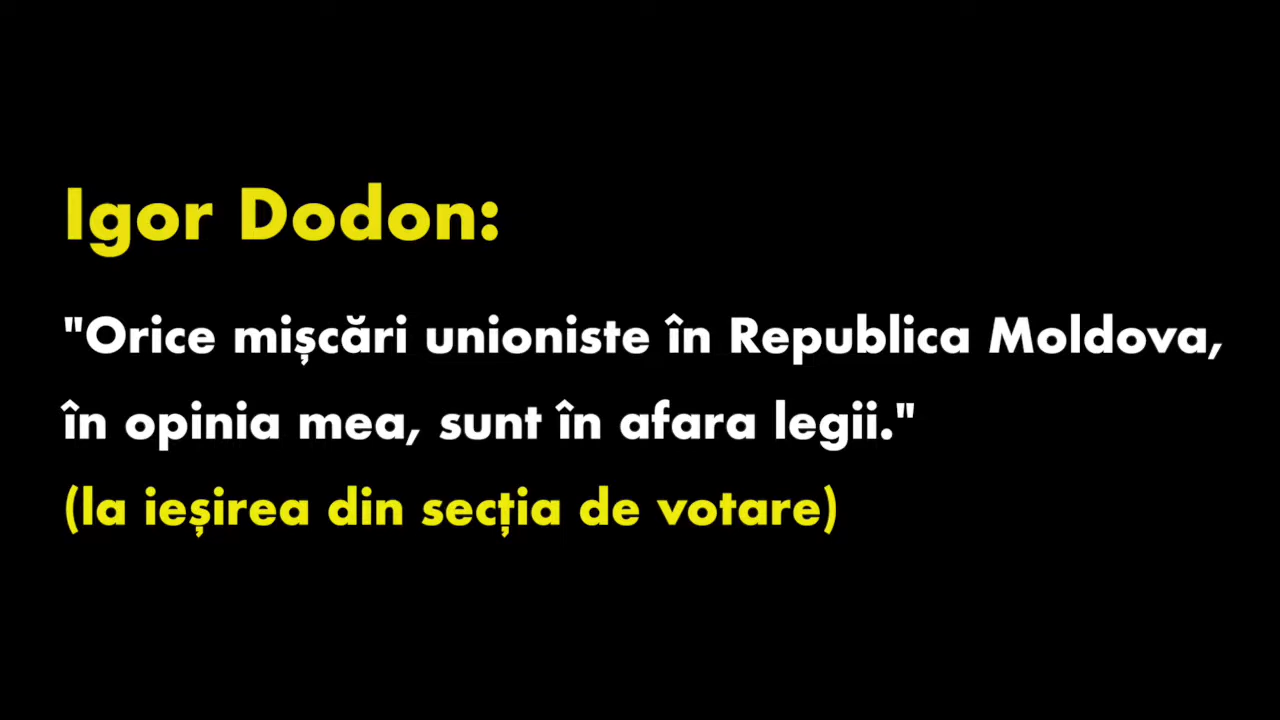 Igor Dodon:
"Orice mișcări unioniste în Republica Moldova,
în opinia mea, sunt în afara legii."
(la ieșirea din secția de votare)